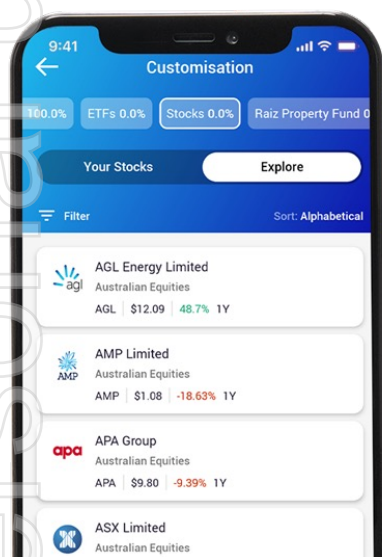 9:41
Customisation
100.0% ETFs 0.0% Stocks 0.0% Raiz Property Fund 0
Your Stocks Explore
Filter Sort: Alphabetical
agl
AGL Energy Limited
Australian Equities
AGL $12.09 48.7% 1Y
AMP
AMP Limited
Australian Equities
AMP $1.08 -18.63% 1Y
apa
APA Group
Australian Equities
APA $9.80 -9.39% 1Y
ASX Limited
Australian Equities